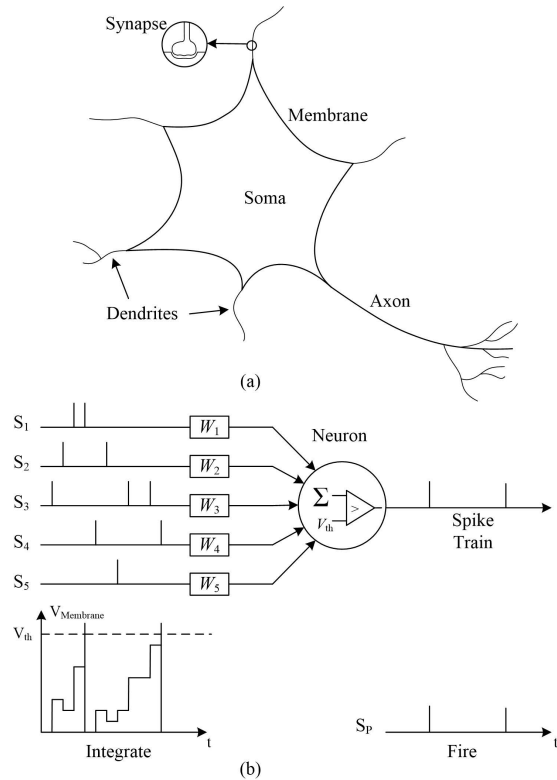 Synapse
Membrane
Soma
Dendrites
Axon
(a)
S1
W1
Neuron
S2
W2
S3
W3
Σ
>
Vth
S4
W4
Spike
Train
S5
W5
VMembrane
Vth
t
Integrate
SP
t
Fire
(b)